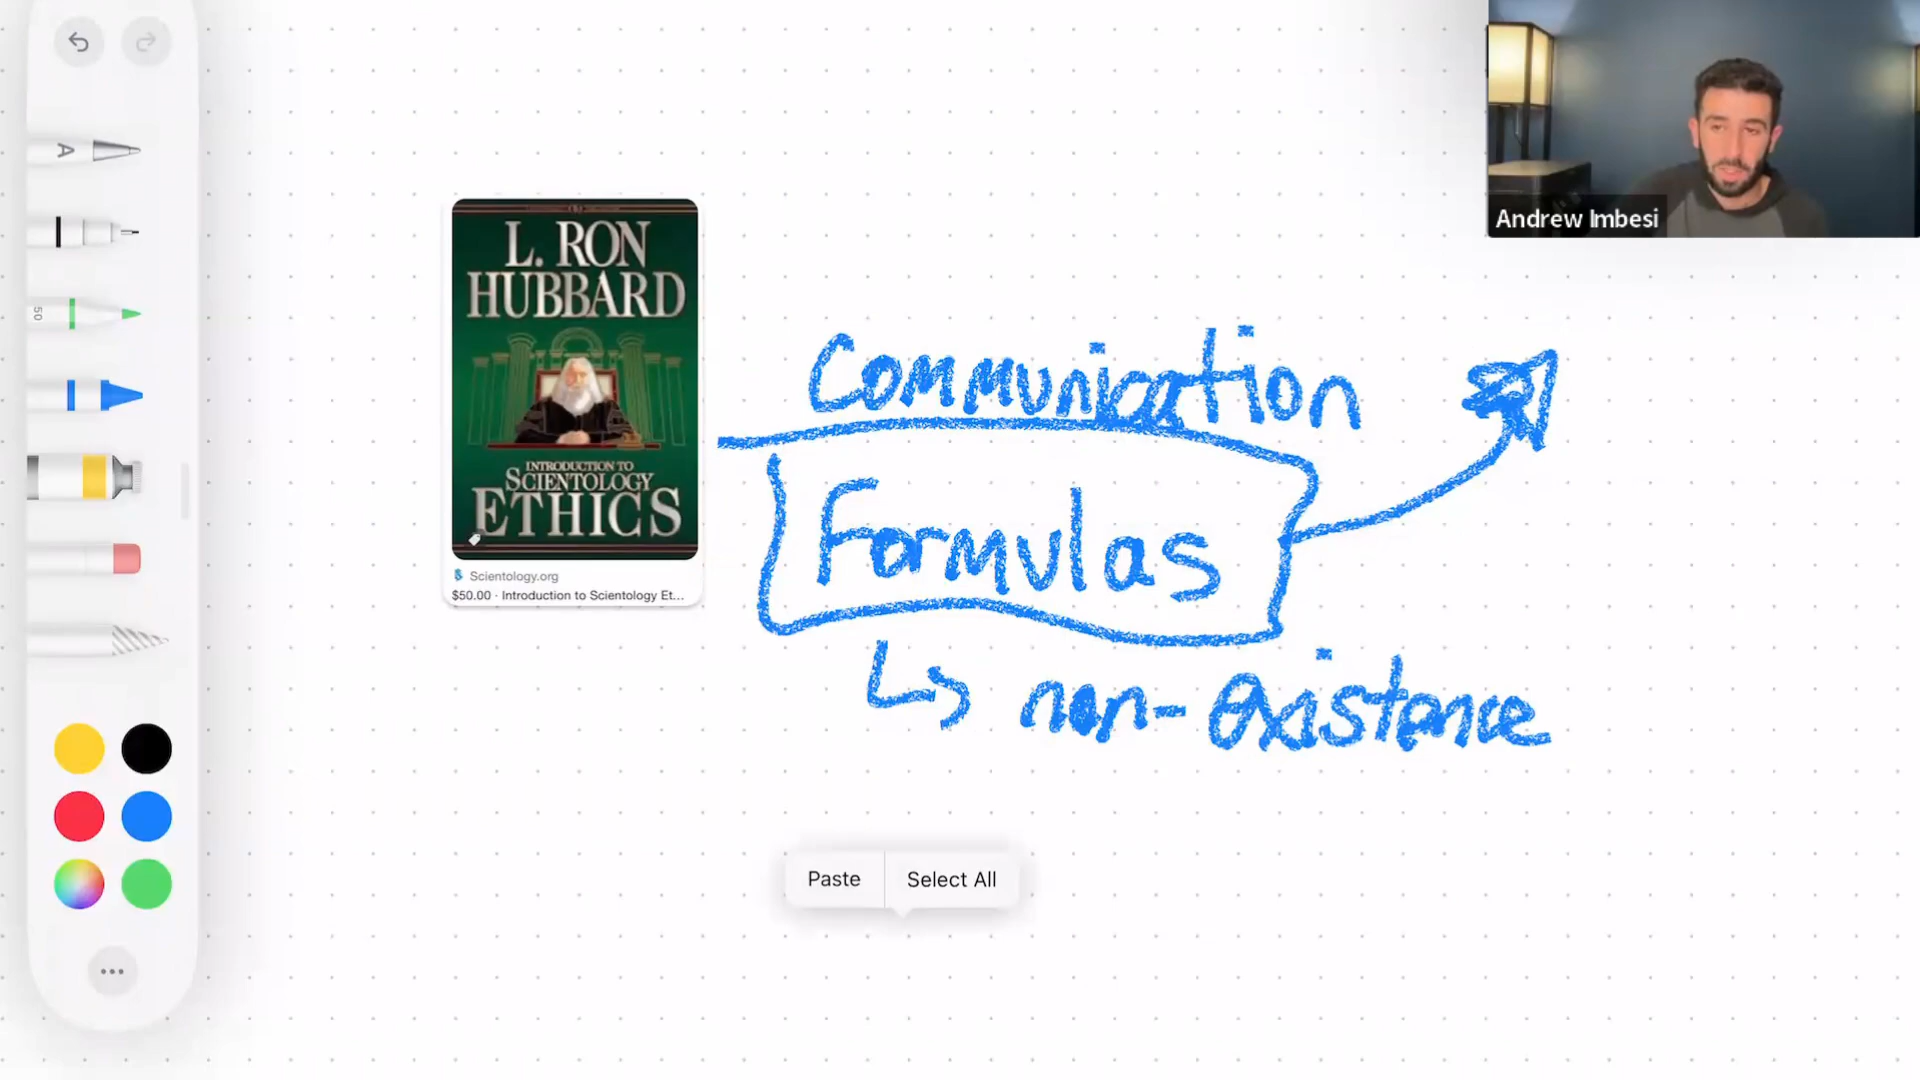 L. RON
HUBBARD
INTRODUCTION TO
SCIENTOLOGY
ETHICS
Scientology.org
$50.00 · Introduction to Scientology Et...
Communication
Formulas
non-existence
Andrew Imbesi
Paste
Select All
A
50